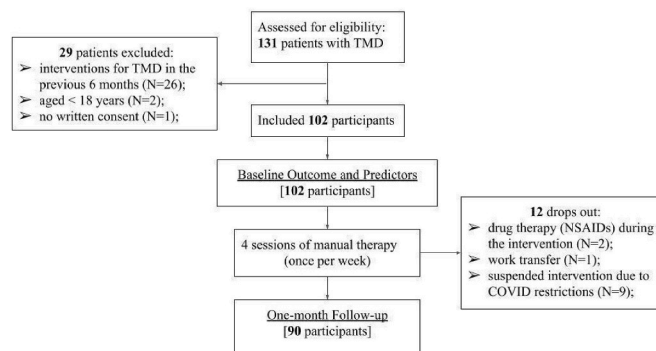 Assessed for eligibility:
131 patients with TMD
29 patients excluded:
➢ interventions for TMD in the
previous 6 months (N=26);
➢ aged < 18 years (N=2);
➢ no written consent (N=1);
Included 102 participants
Baseline Outcome and Predictors
[102 participants]
4 sessions of manual therapy
(once per week)
12 drops out:
➢ drug therapy (NSAIDs) during
the intervention (N=2);
➢ work transfer (N=1);
➢ suspended intervention due to
COVID restrictions (N=9);
One-month Follow-up
[90 participants]